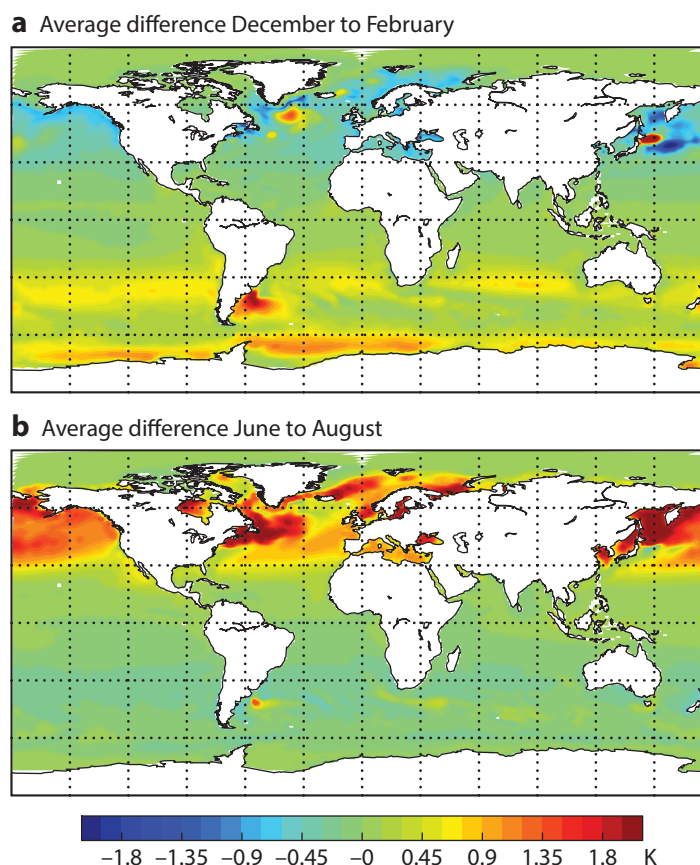 a Average difference December to February
b Average difference June to August
−1.8 −1.35 −0.9 −0.45 −0 0.45 0.9 1.35 1.8 K